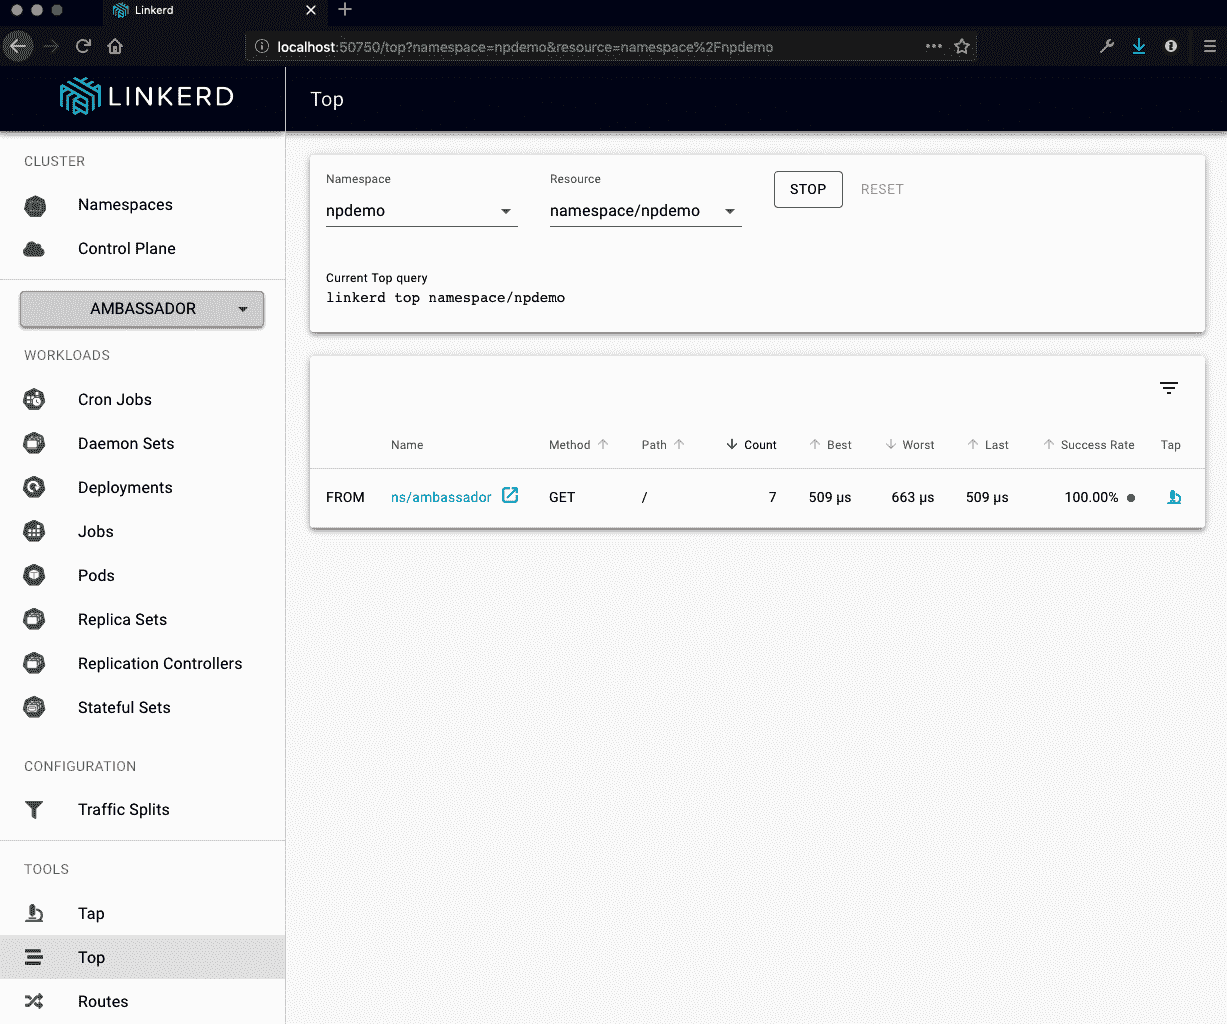 Linkerd
localhost:50750/top?namespace=npdemo&resource=namespace%2Fnpdemo
LINKERD
Top
CLUSTER
Namespaces
Control Plane
AMBASSADOR
WORKLOADS
Cron Jobs
Daemon Sets
Deployments
Jobs
Pods
Replica Sets
Replication Controllers
Stateful Sets
CONFIGURATION
Traffic Splits
TOOLS
Tap
Top
Routes
Namespace Resource
npdemo namespace/npdemo STOP RESET
Current Top query
linkerd top namespace/npdemo
Name Method Path Count Best Worst Last Success Rate Tap
FROM ns/ambassador GET / 7 509 µs 663 µs 509 µs 100.00%